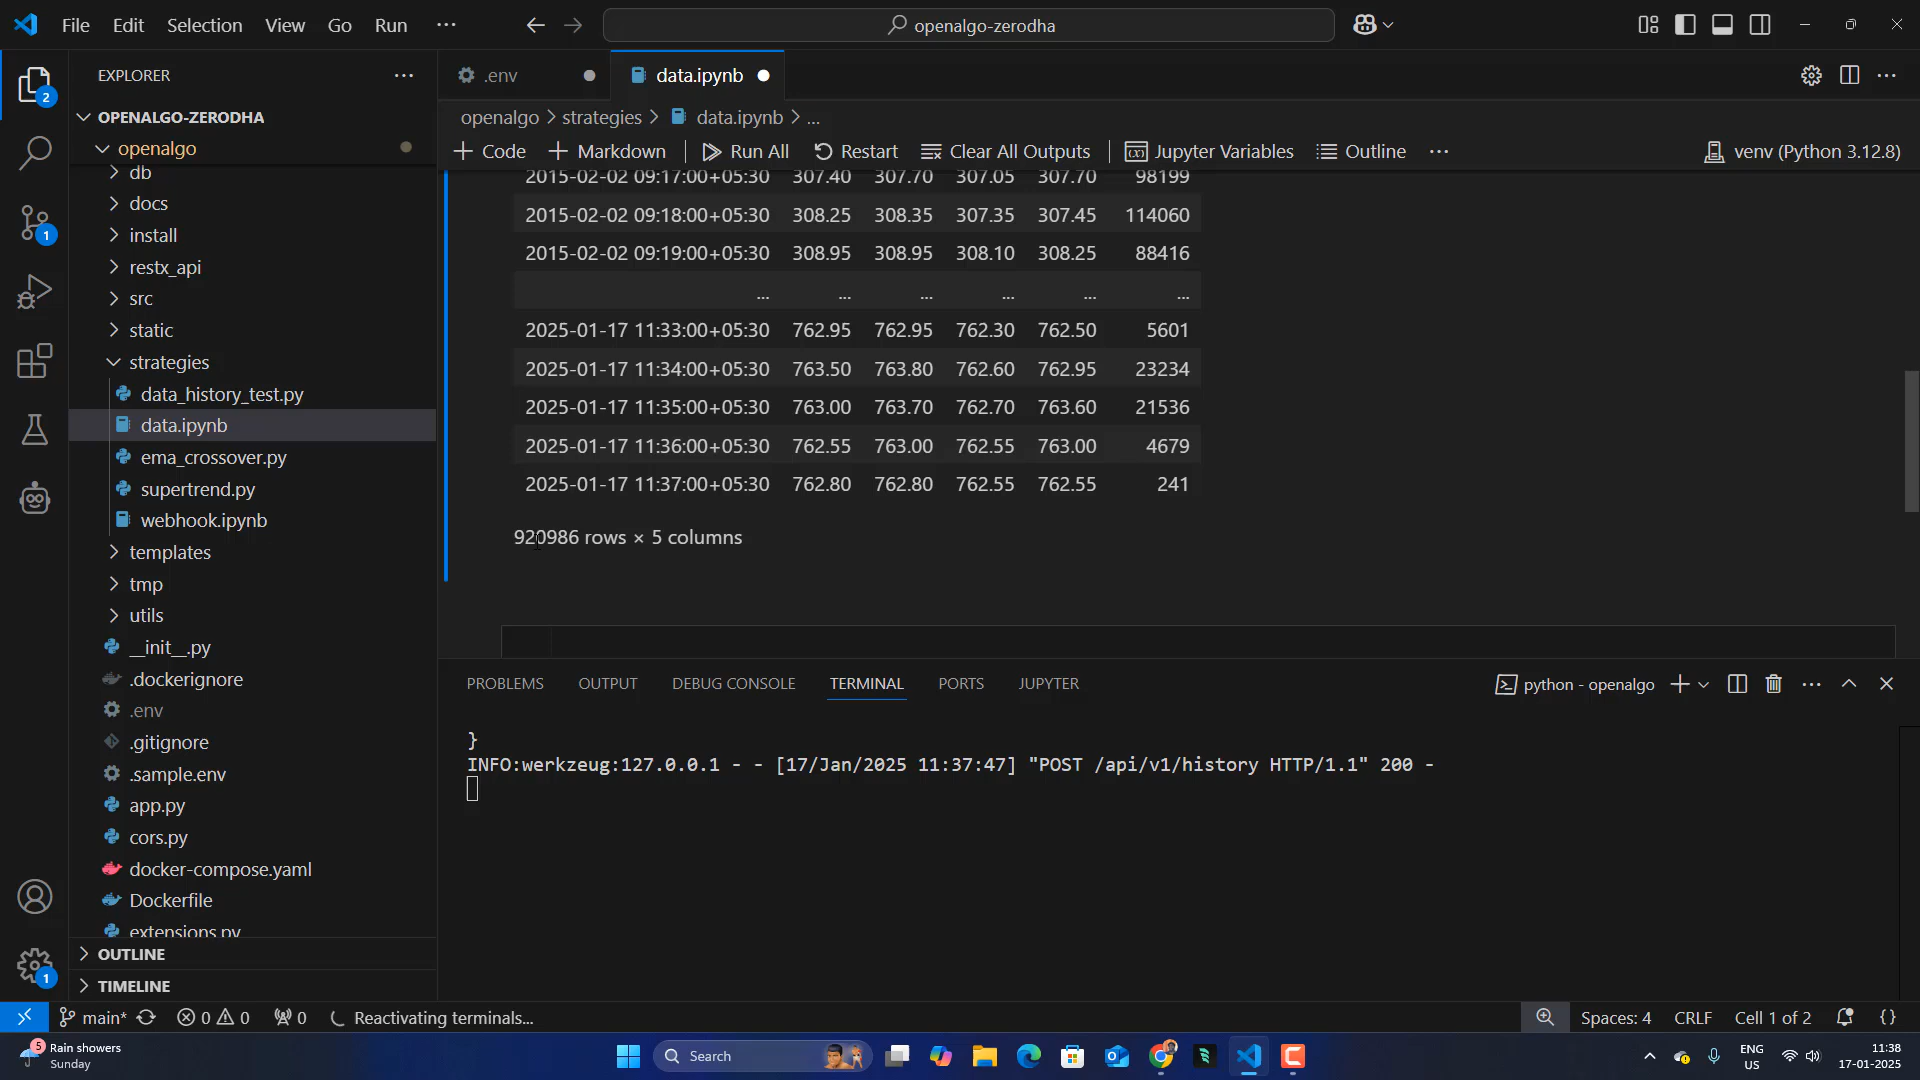 File Edit Selection View Go Run ···
openalgo-zerodha
EXPLORER
2
OPENALGO-ZERODHA
openalgo
db
docs
1
install
restx_api
src
static
strategies
data_history_test.py
data.ipynb
ema_crossover.py
supertrend.py
webhook.ipynb
templates
tmp
utils
__init__.py
.dockerignore
.env
.gitignore
.sample.env
app.py
cors.py
docker-compose.yaml
Dockerfile
extensions.py
OUTLINE
1
TIMELINE
.env
data.ipynb
openalgo > strategies > data.ipynb > ...
+ Code + Markdown Run All Restart Clear All Outputs Jupyter Variables Outline ···
venv (Python 3.12.8)
2015-02-02 09:17:00+05:30 307.40 307.70 307.05 307.70 98199
2015-02-02 09:18:00+05:30 308.25 308.35 307.35 307.45 114060
2015-02-02 09:19:00+05:30 308.95 308.95 308.10 308.25 88416
... ... ... ... ... ...
2025-01-17 11:33:00+05:30 762.95 762.95 762.30 762.50 5601
2025-01-17 11:34:00+05:30 763.50 763.80 762.60 762.95 23234
2025-01-17 11:35:00+05:30 763.00 763.70 762.70 763.60 21536
2025-01-17 11:36:00+05:30 762.55 763.00 762.55 763.00 4679
2025-01-17 11:37:00+05:30 762.80 762.80 762.55 762.55 241
920986 rows × 5 columns
PROBLEMS OUTPUT DEBUG CONSOLE TERMINAL PORTS JUPYTER
python - openalgo
}
INFO:werkzeug:127.0.0.1 - - [17/Jan/2025 11:37:47] "POST /api/v1/history HTTP/1.1" 200 -
main* 0 0 0 Reactivating terminals...
Spaces: 4 CRLF Cell 1 of 2 {}
5
Rain showers
Sunday
Search
ENG
US
11:38
17-01-2025